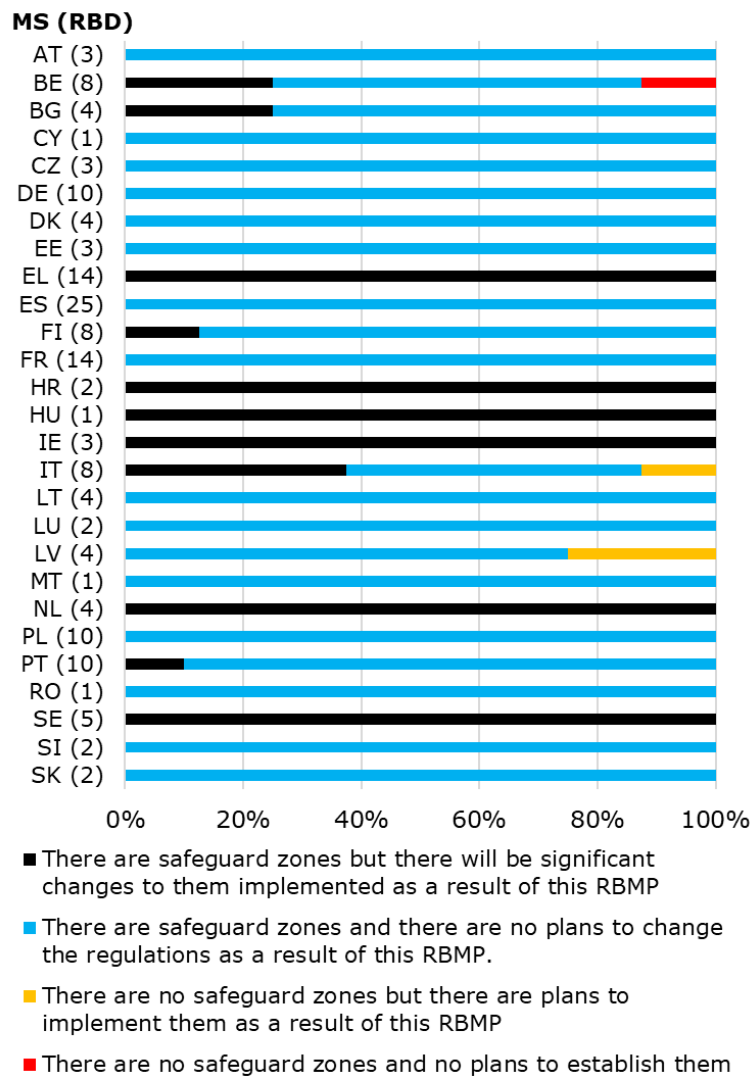 MS (RBD)
AT (3)
BE (8)
BG (4)
CY (1)
CZ (3)
DE (10)
DK (4)
EE (3)
EL (14)
ES (25)
FI (8)
FR (14)
HR (2)
HU (1)
IE (3)
IT (8)
LT (4)
LU (2)
LV (4)
MT (1)
NL (4)
PL (10)
PT (10)
RO (1)
SE (5)
SI (2)
SK (2)
0% 20% 40% 60% 80% 100%
There are safeguard zones but there will be significant
changes to them implemented as a result of this RBMP
There are safeguard zones and there are no plans to change
the regulations as a result of this RBMP.
There are no safeguard zones but there are plans to
implement them as a result of this RBMP
There are no safeguard zones and no plans to establish them